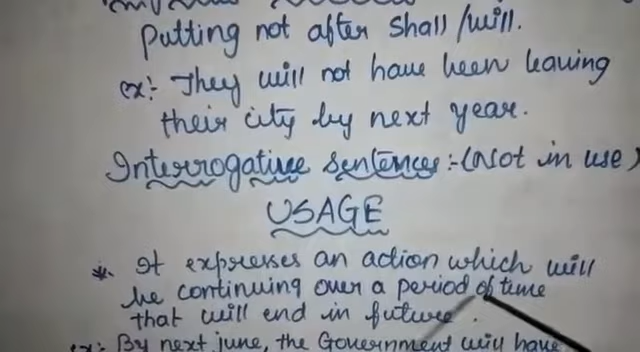 Putting not after shall/will.
ex:- They will not have been leaving
their city by next year.
Interrogative sentences:-(Not in use)
USAGE
* It expresses an action which will
be continuing over a period of time
that will end in future.
ex:- By next june, the Government will have